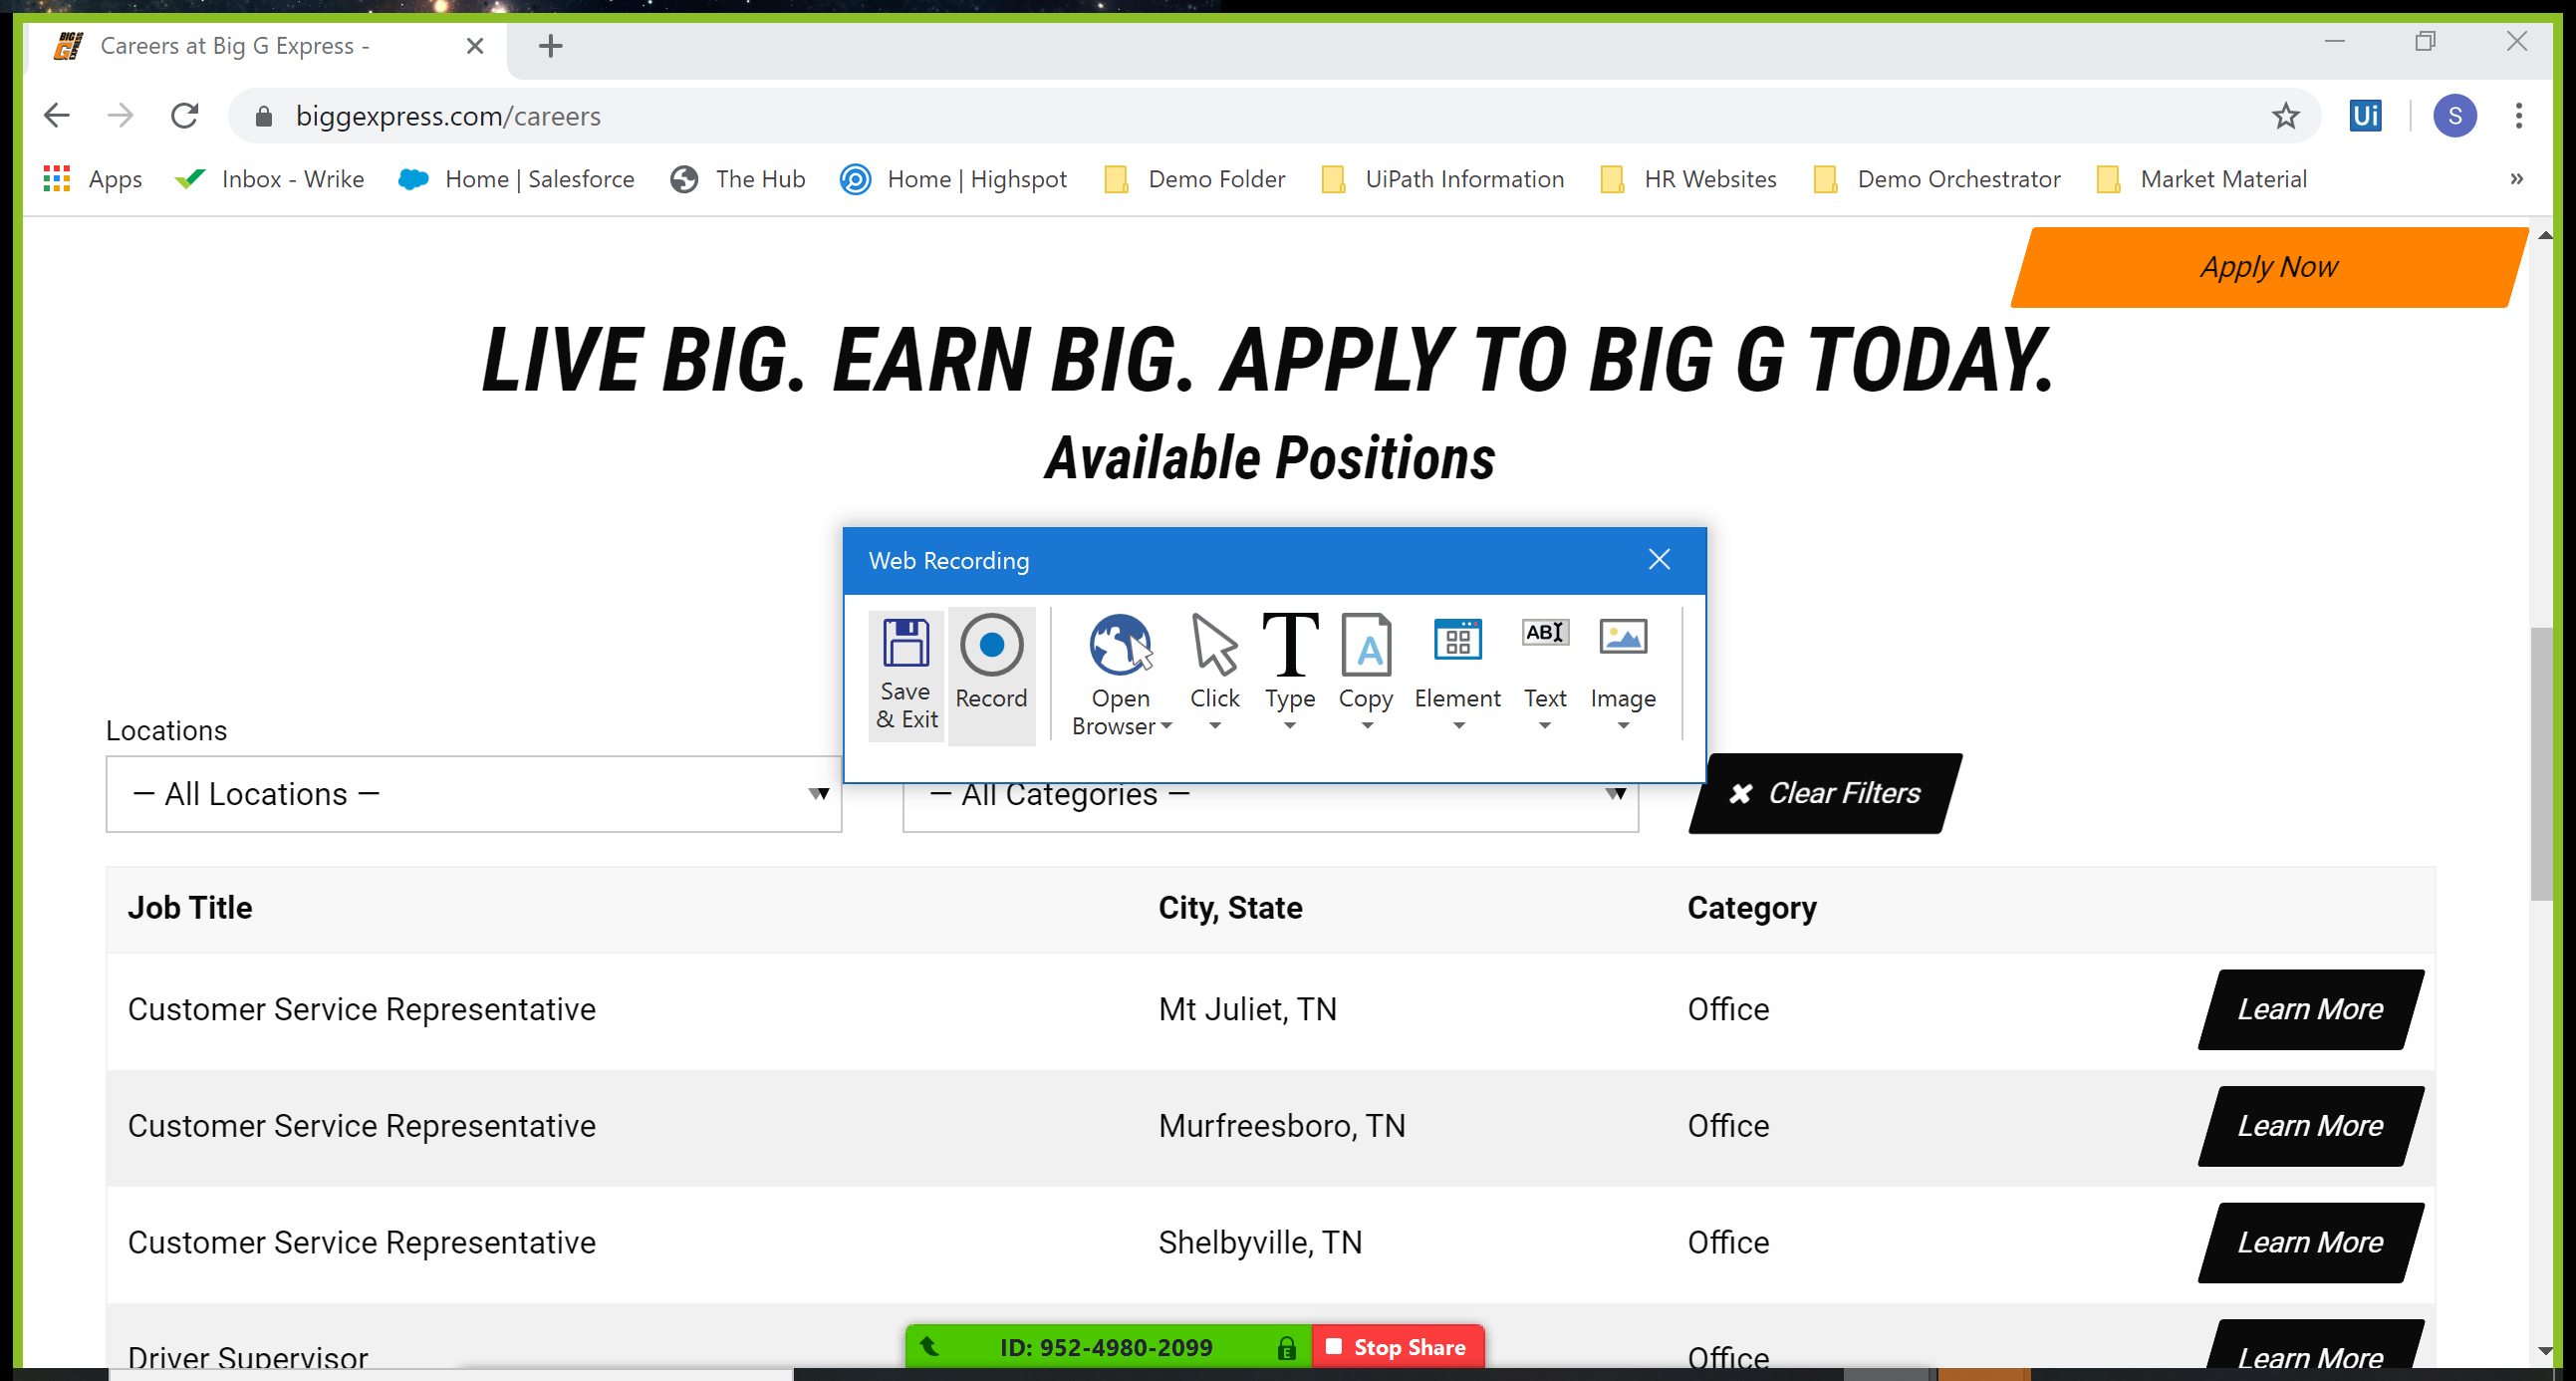 BIG G EXPRESS
Careers at Big G Express -
biggexpress.com/careers
Ui
S
Apps
Inbox - Wrike
Home | Salesforce
The Hub
Home | Highspot
Demo Folder
UiPath Information
HR Websites
Demo Orchestrator
Market Material
»
Apply Now
LIVE BIG. EARN BIG. APPLY TO BIG G TODAY.
Available Positions
Web Recording
Save & Exit
Record
Open Browser
Click
T
Type
A
Copy
Element
ABI
Text
Image
Locations
— All Locations —
— All Categories —
Clear Filters
Job Title City, State Category
Customer Service Representative Mt Juliet, TN Office Learn More
Customer Service Representative Murfreesboro, TN Office Learn More
Customer Service Representative Shelbyville, TN Office Learn More
Driver Supervisor Office Learn More
ID: 952-4980-2099
E
Stop Share